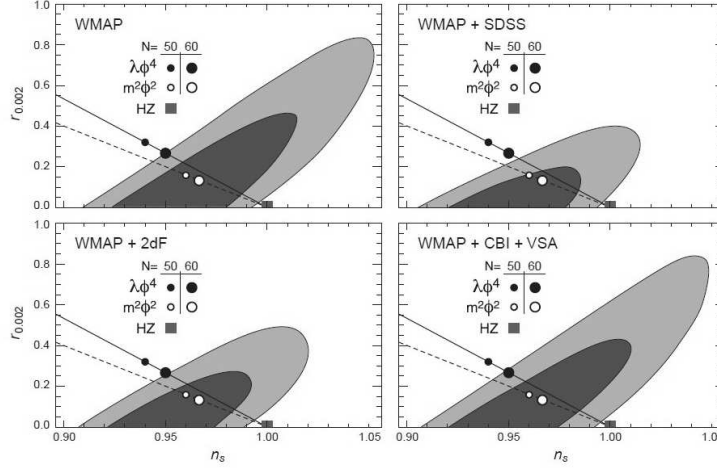 WMAP
WMAP + SDSS
N= 50 60
λϕ⁴
m²ϕ²
HZ
N= 50 60
λϕ⁴
m²ϕ²
HZ
1.0
0.8
0.6
0.4
0.2
0.0
r0.002
WMAP + 2dF
WMAP + CBI + VSA
N= 50 60
λϕ⁴
m²ϕ²
HZ
N= 50 60
λϕ⁴
m²ϕ²
HZ
1.0
0.8
0.6
0.4
0.2
0.0
r0.002
0.90 0.95 1.00 1.05
0.90 0.95 1.00
ns
ns